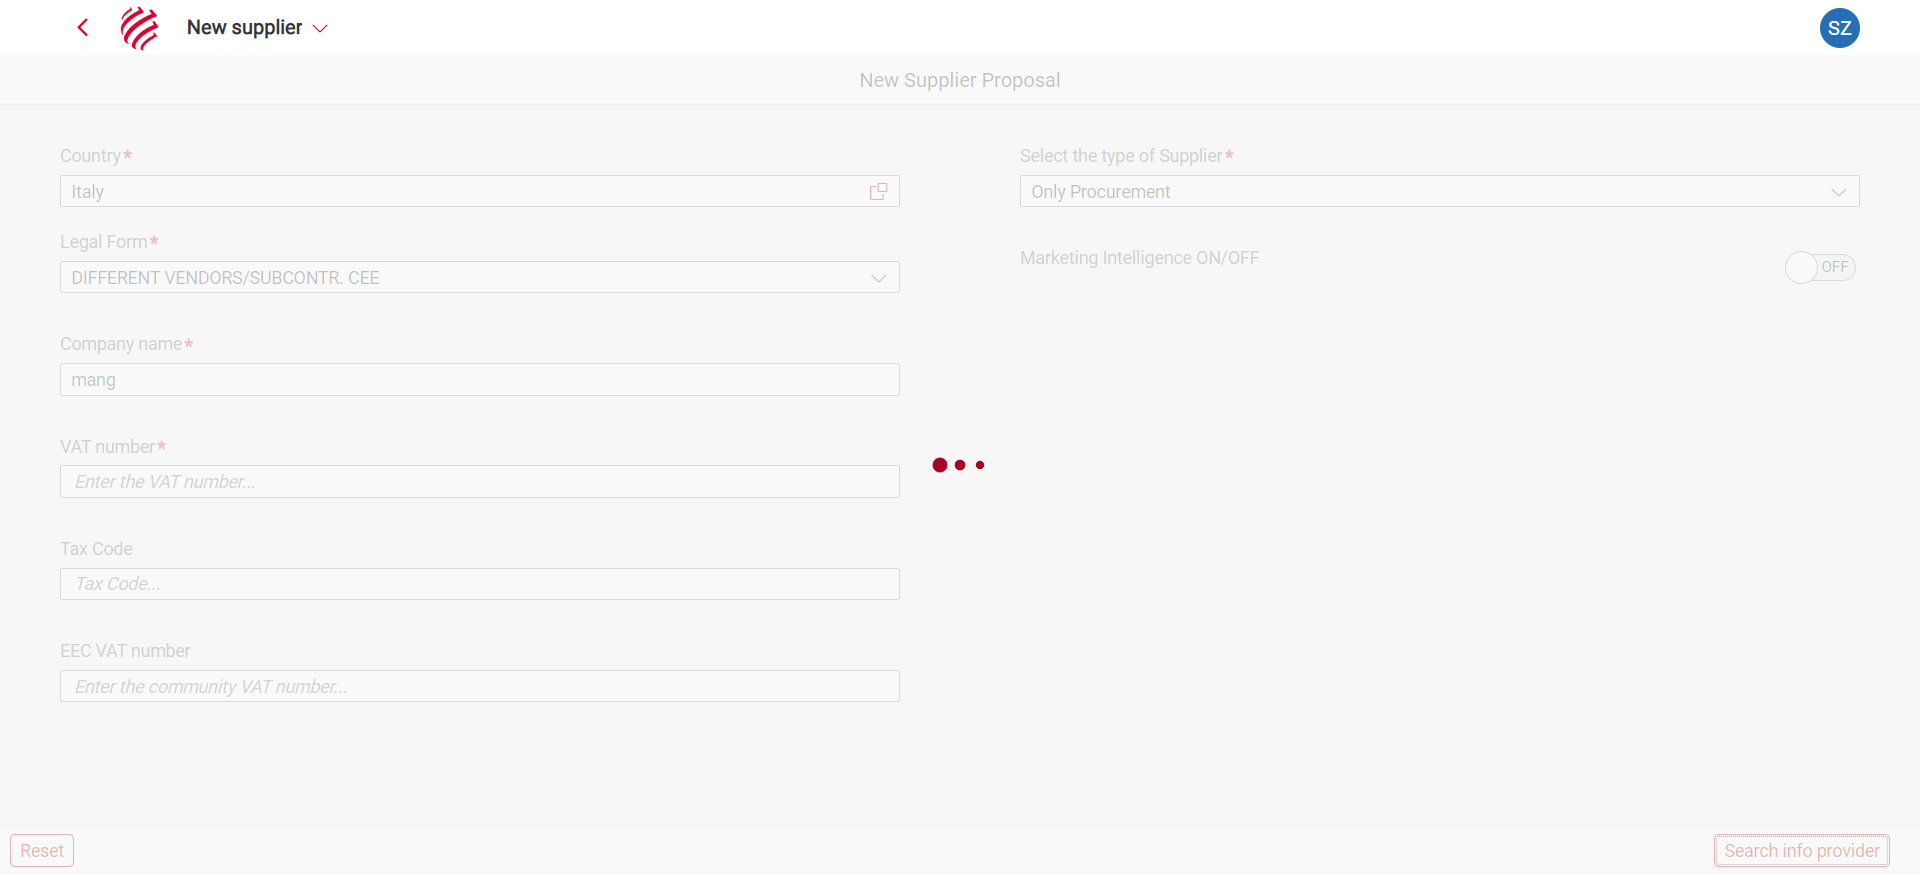 New supplier
SZ
New Supplier Proposal
Country*
Italy
Legal Form*
DIFFERENT VENDORS/SUBCONTR. CEE
Company name*
mang
VAT number*
Enter the VAT number...
Tax Code
Tax Code...
EEC VAT number
Enter the community VAT number...
Select the type of Supplier*
Only Procurement
Marketing Intelligence ON/OFF
OFF
Reset
Search info provider